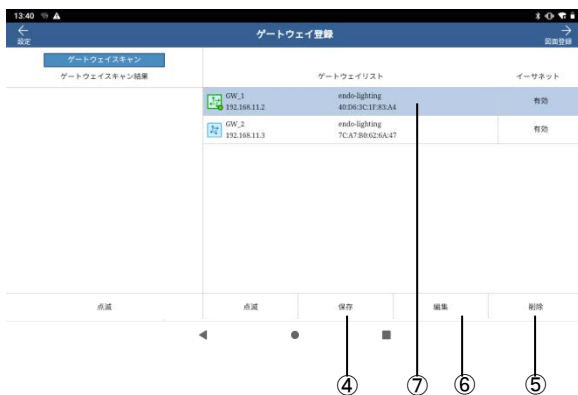 13:40
設定
ゲートウェイ登録
図面登録
ゲートウェイスキャン
ゲートウェイスキャン結果
ゲートウェイリスト
イーサネット
GW_1
192.168.11.2
endo-lighting
40:D6:3C:1F:83:A4
有効
GW_2
192.168.11.3
endo-lighting
7C:A7:B0:62:6A:47
有効
点滅
点滅
保存
編集
削除
④
⑦
⑥
⑤